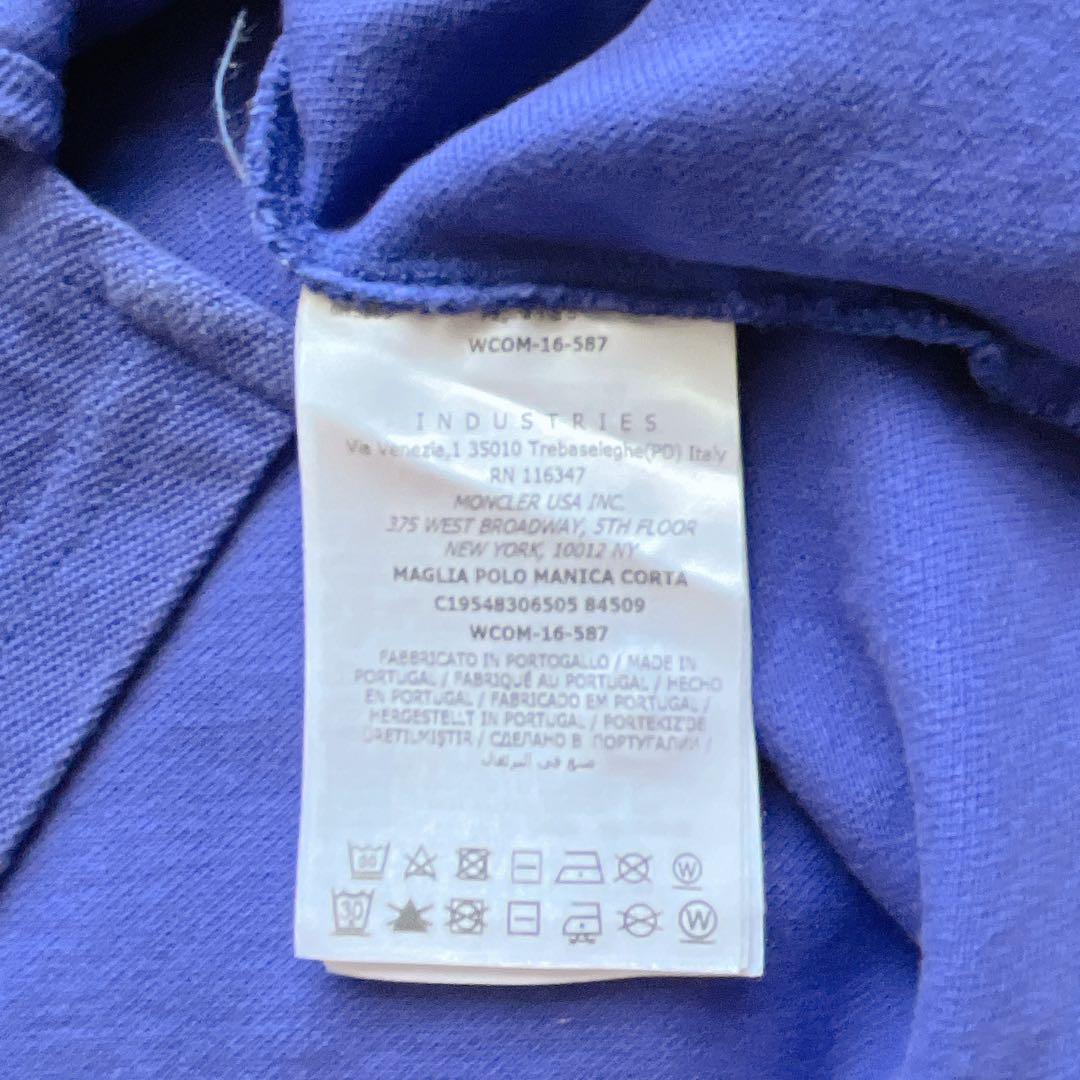 WCOM-16-587
INDUSTRIES
Via Venezia,1 35010 Trebaseleghe(PD) Italy
RN 116347
MONCLER USA INC.
375 WEST BROADWAY, 5TH FLOOR
NEW YORK, 10012 NY
MAGLIA POLO MANICA CORTA
C19548306505 84509
WCOM-16-587
FABBRICATO IN PORTOGALLO / MADE IN
PORTUGAL / FABRIQUÉ AU PORTUGAL / HECHO
EN PORTUGAL / FABRICADO EM PORTUGAL /
HERGESTELLT IN PORTUGAL / PORTEKIZ'DE
ÜRETILMIŞTIR / СДЕЛАНО В ПОРТУГАЛИИ /
صنع في البرتغال
30 W
30 W